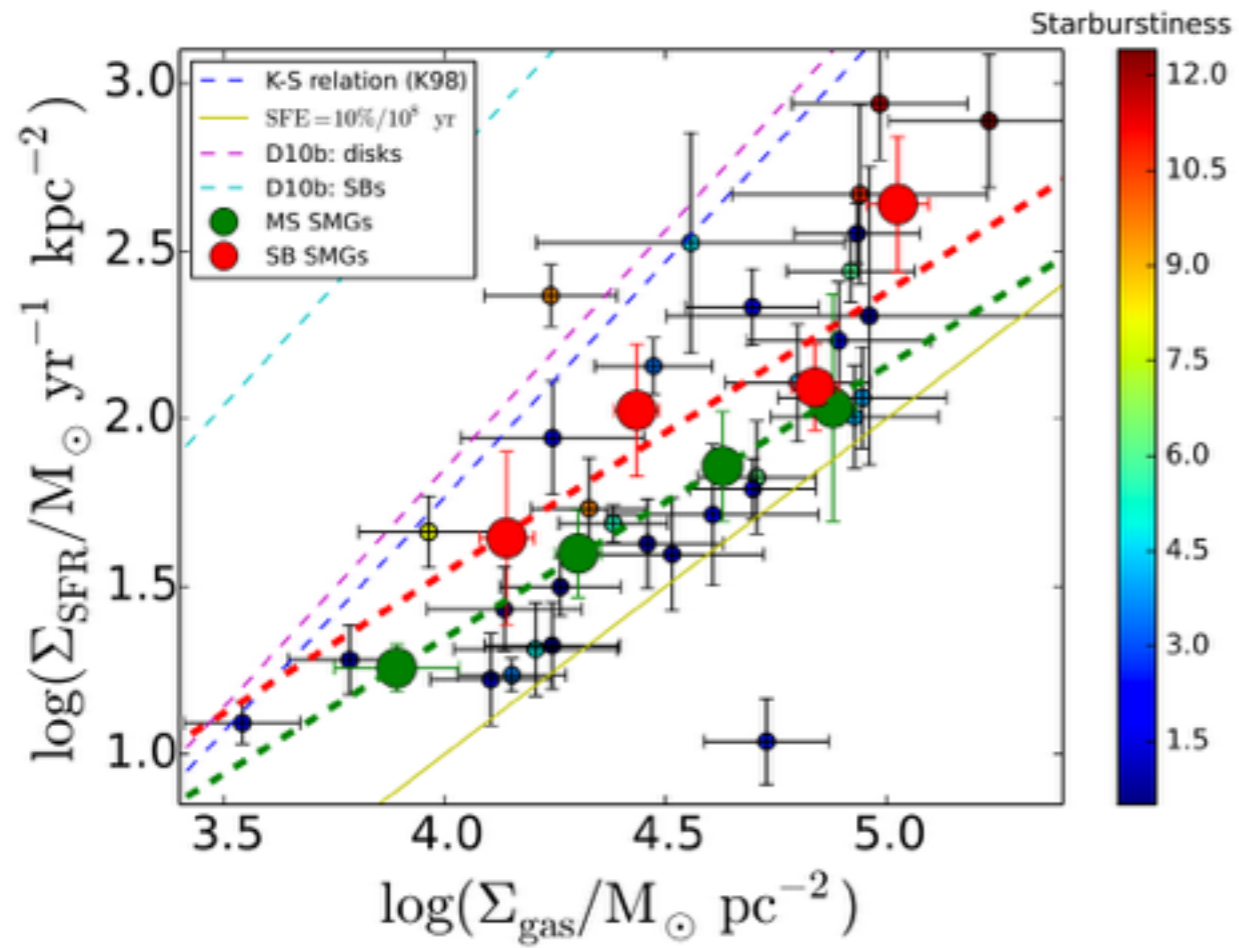 Starburstiness
K-S relation (K98)
SFE = 10%/10⁸ yr
D10b: disks
D10b: SBs
MS SMGs
SB SMGs
3.0
2.5
2.0
1.5
1.0
log(Σ_SFR/M_⊙ yr⁻¹ kpc⁻²)
3.5 4.0 4.5 5.0
log(Σ_gas/M_⊙ pc⁻²)
12.0
10.5
9.0
7.5
6.0
4.5
3.0
1.5